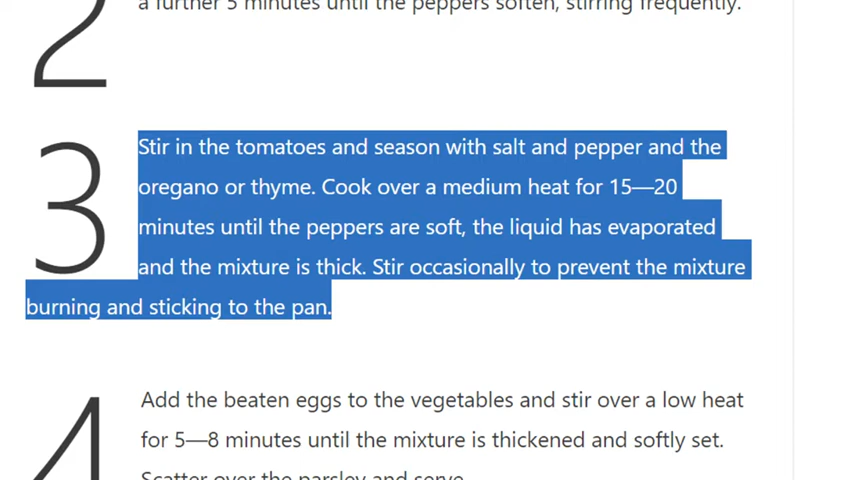 a further 5 minutes until the peppers soften, stirring frequently.
2
3
Stir in the tomatoes and season with salt and pepper and the
oregano or thyme. Cook over a medium heat for 15—20
minutes until the peppers are soft, the liquid has evaporated
and the mixture is thick. Stir occasionally to prevent the mixture
burning and sticking to the pan.
4
Add the beaten eggs to the vegetables and stir over a low heat
for 5—8 minutes until the mixture is thickened and softly set.
Scatter over the parsley and serve.